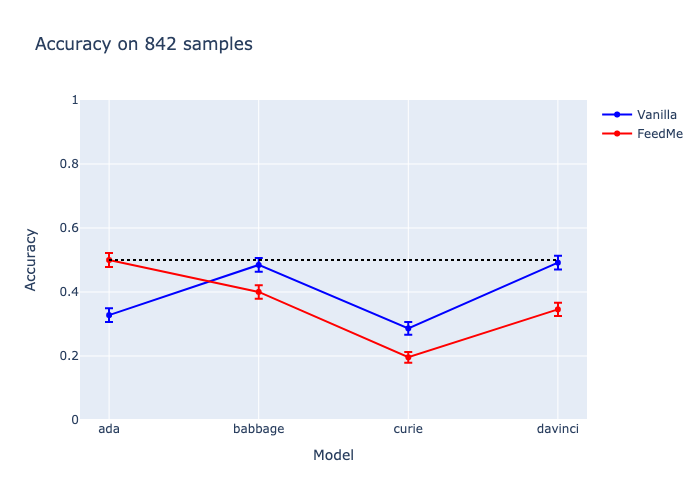 Accuracy on 842 samples
Vanilla
FeedMe
1
0.8
0.6
0.4
0.2
0
Accuracy
ada babbage curie davinci
Model